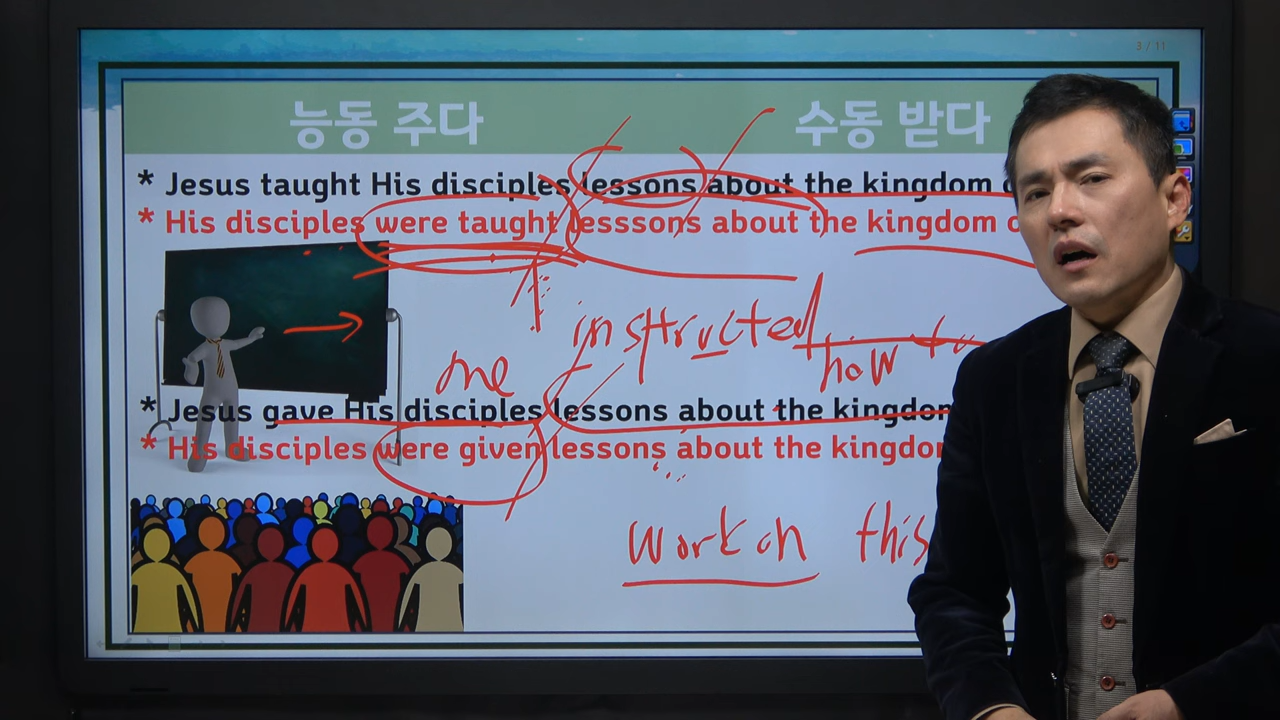 3 / 11
능동 주다 수동 받다
* Jesus taught His disciples lessons about the kingdom
* His disciples were taught lesssons about the kingdom
instructed
how to
me
* Jesus gave His disciples lessons about the kingdom
* His disciples were given lessons about the kingdom
work on this